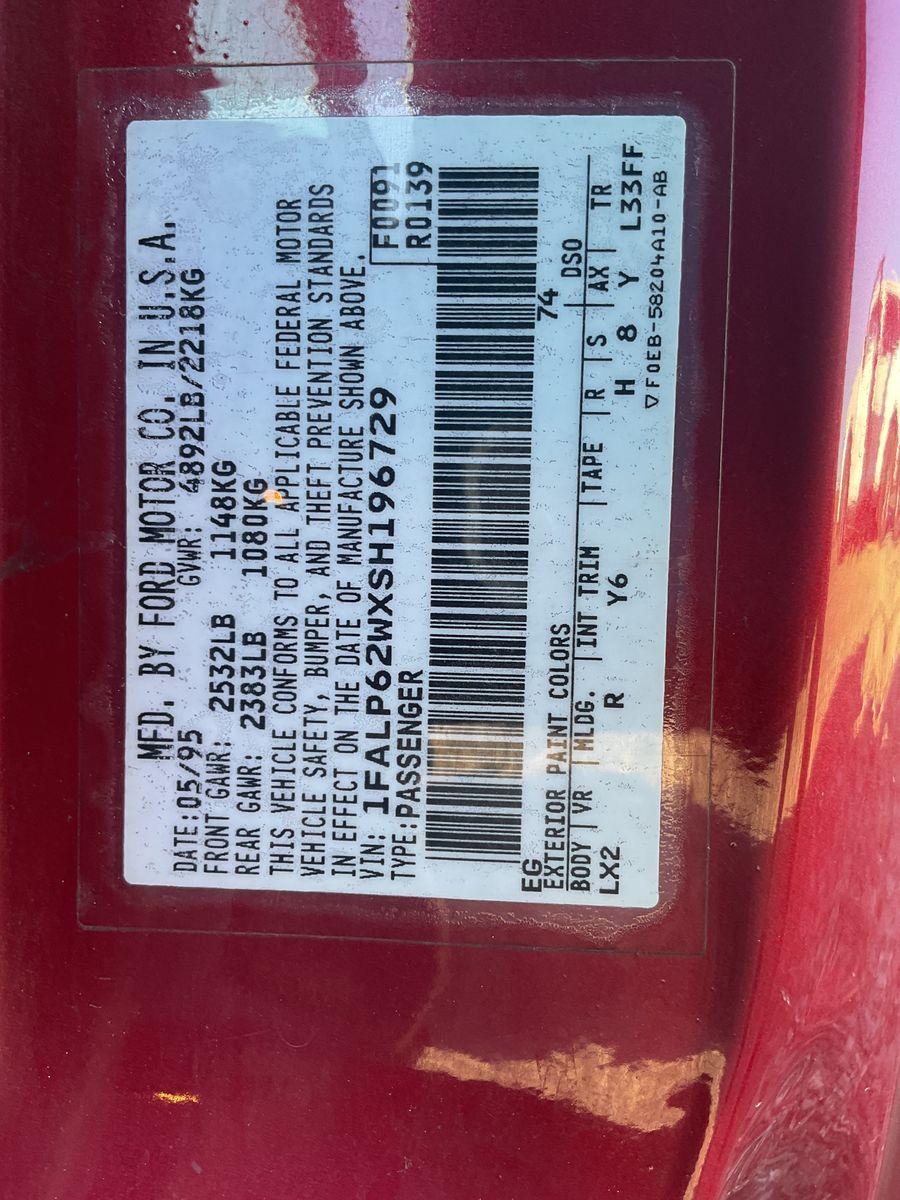 MFD. BY FORD MOTOR CO. IN U.S.A.
DATE: 05/95 GVWR: 4892LB/2218KG
FRONT GAWR: 2532LB 1148KG
REAR GAWR: 2383LB 1080KG
THIS VEHICLE CONFORMS TO ALL APPLICABLE FEDERAL MOTOR
VEHICLE SAFETY, BUMPER, AND THEFT PREVENTION STANDARDS
IN EFFECT ON THE DATE OF MANUFACTURE SHOWN ABOVE.
VIN: 1FALP62WXSH196729 F0091
TYPE: PASSENGER R0139
EG 74
EXTERIOR PAINT COLORS DSO
BODY VR MLDG. INT TRIM TAPE R S AX TR
LX2 R Y6 H 8 Y L33FF
▽F0EB-58204A10-AB